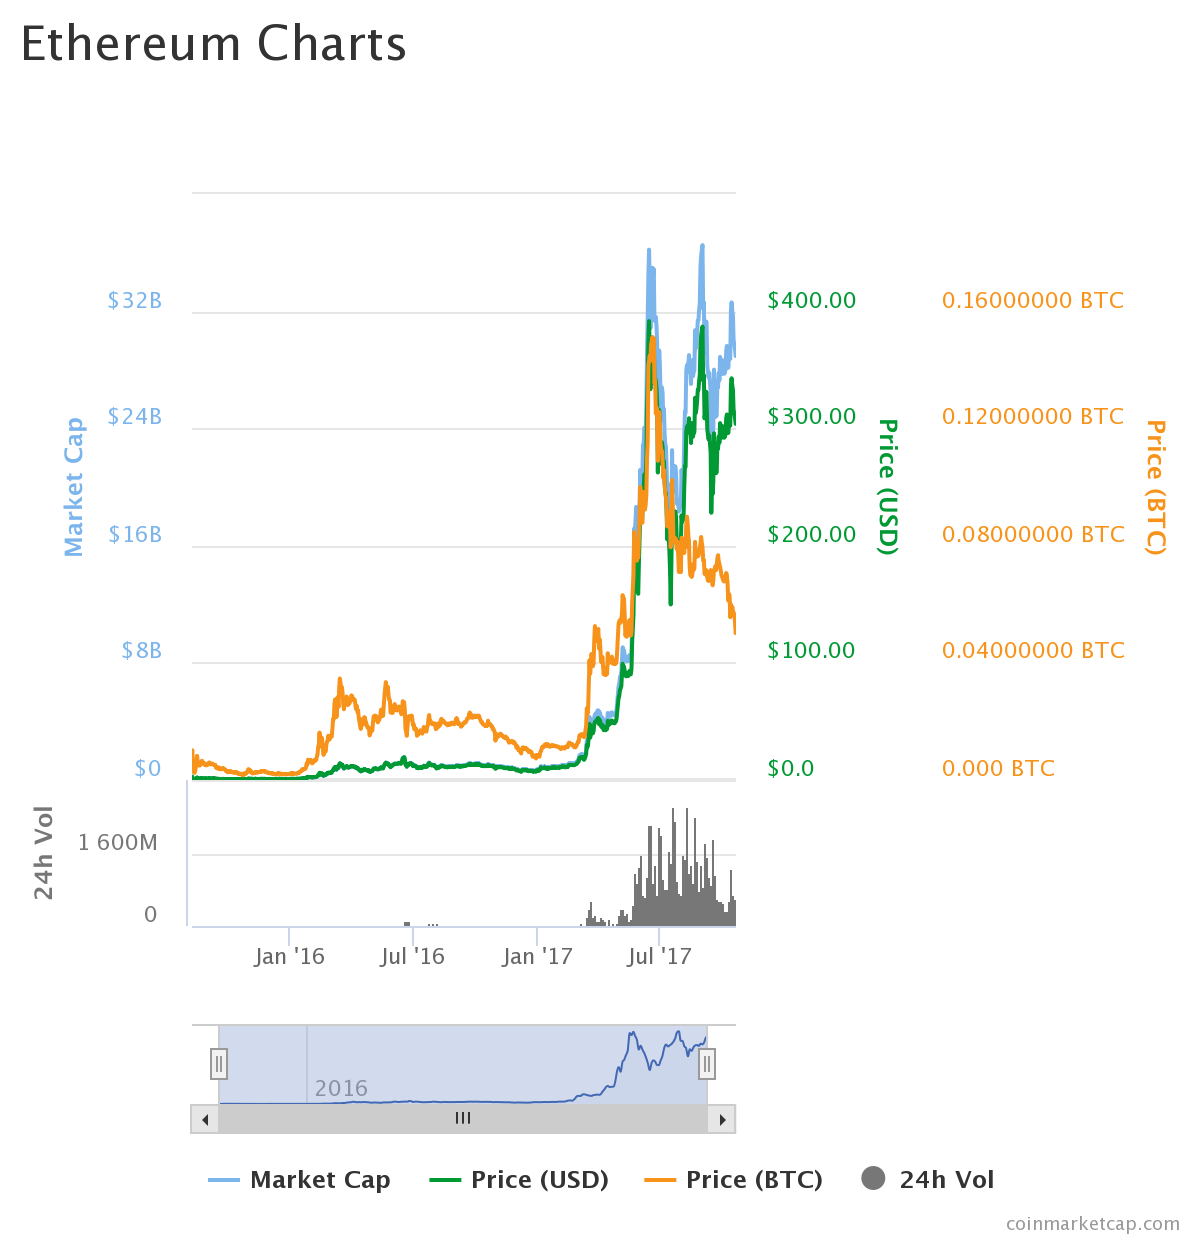 Ethereum Charts
$32B
$24B
$16B
$8B
$0
Market Cap
$400.00
$300.00
$200.00
$100.00
$0.0
Price (USD)
0.16000000 BTC
0.12000000 BTC
0.08000000 BTC
0.04000000 BTC
0.000 BTC
Price (BTC)
24h Vol
1 600M
0
Jan '16 Jul '16 Jan '17 Jul '17
2016
Market Cap Price (USD) Price (BTC) 24h Vol
coinmarketcap.com